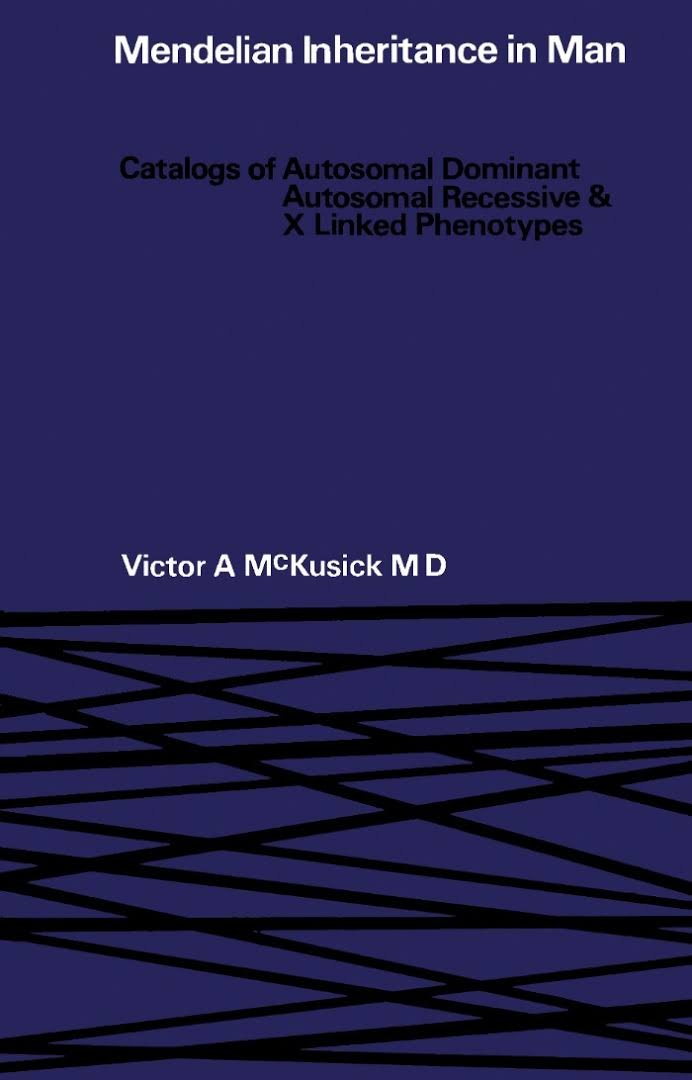 Mendelian Inheritance in Man
Catalogs of Autosomal Dominant
Autosomal Recessive &
X Linked Phenotypes
Victor A McKusick M D